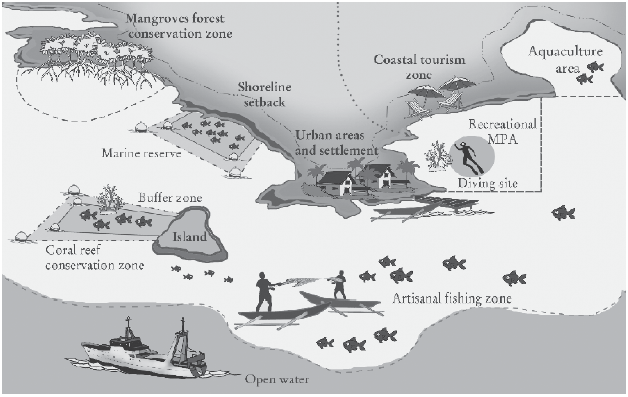 Mangroves forest
conservation zone
Aquaculture
area
Coastal tourism
zone
Shoreline
setback
Recreational
MPA
Urban areas
and settlement
Marine reserve
Diving site
Buffer zone
Island
Coral reef
conservation zone
Artisanal fishing zone
Open water